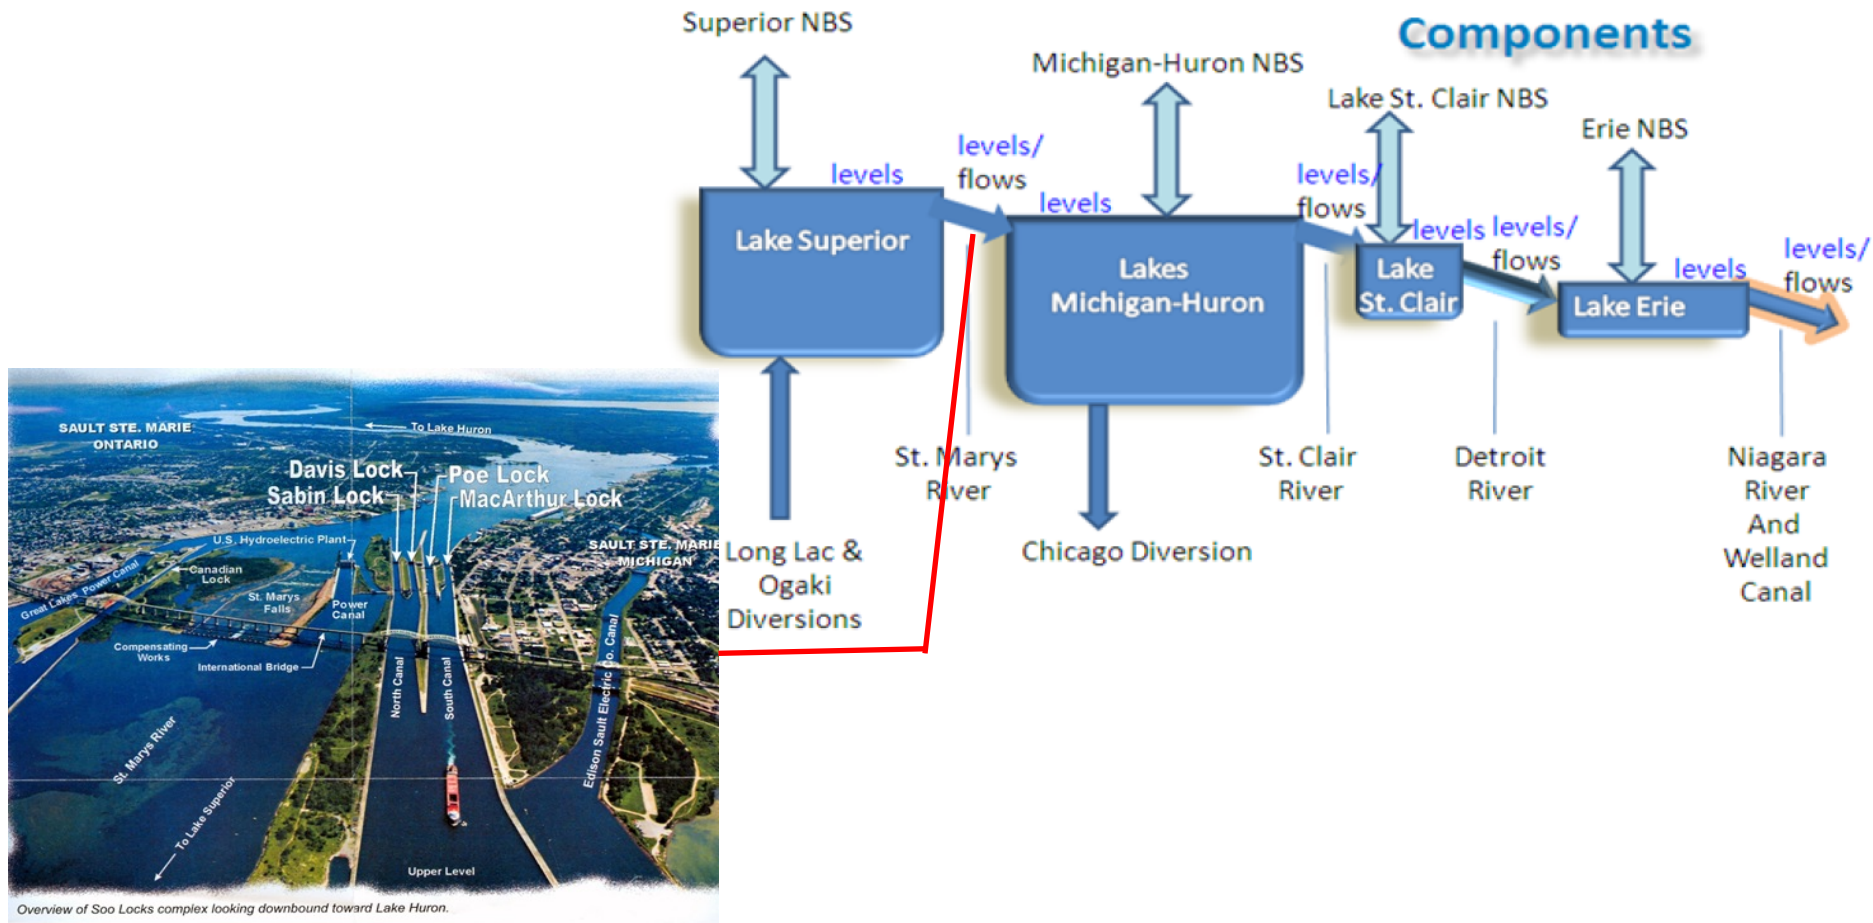 Components
Superior NBS
Michigan-Huron NBS
Lake St. Clair NBS
Erie NBS
levels
levels/
flows
levels
levels/
flows
levels
levels/
flows
levels
levels/
flows
Lake Superior
Lakes
Michigan-Huron
Lake
St. Clair
Lake Erie
St. Marys
River
St. Clair
River
Detroit
River
Niagara
River
And
Welland
Canal
Long Lac &
Ogaki
Diversions
Chicago Diversion
SAULT STE. MARIE
ONTARIO
To Lake Huron
Davis Lock
Poe Lock
Sabin Lock
MacArthur Lock
U.S. Hydroelectric Plant
SAULT STE. MARIE
MICHIGAN
Great Lakes Power Canal
Canadian
Lock
St. Marys
Falls
Power
Canal
Compensating
Works
International Bridge
North Canal
South Canal
Edison Sault Electric Co. Canal
St. Marys River
To Lake Superior
Upper Level
Overview of Soo Locks complex looking downbound toward Lake Huron.